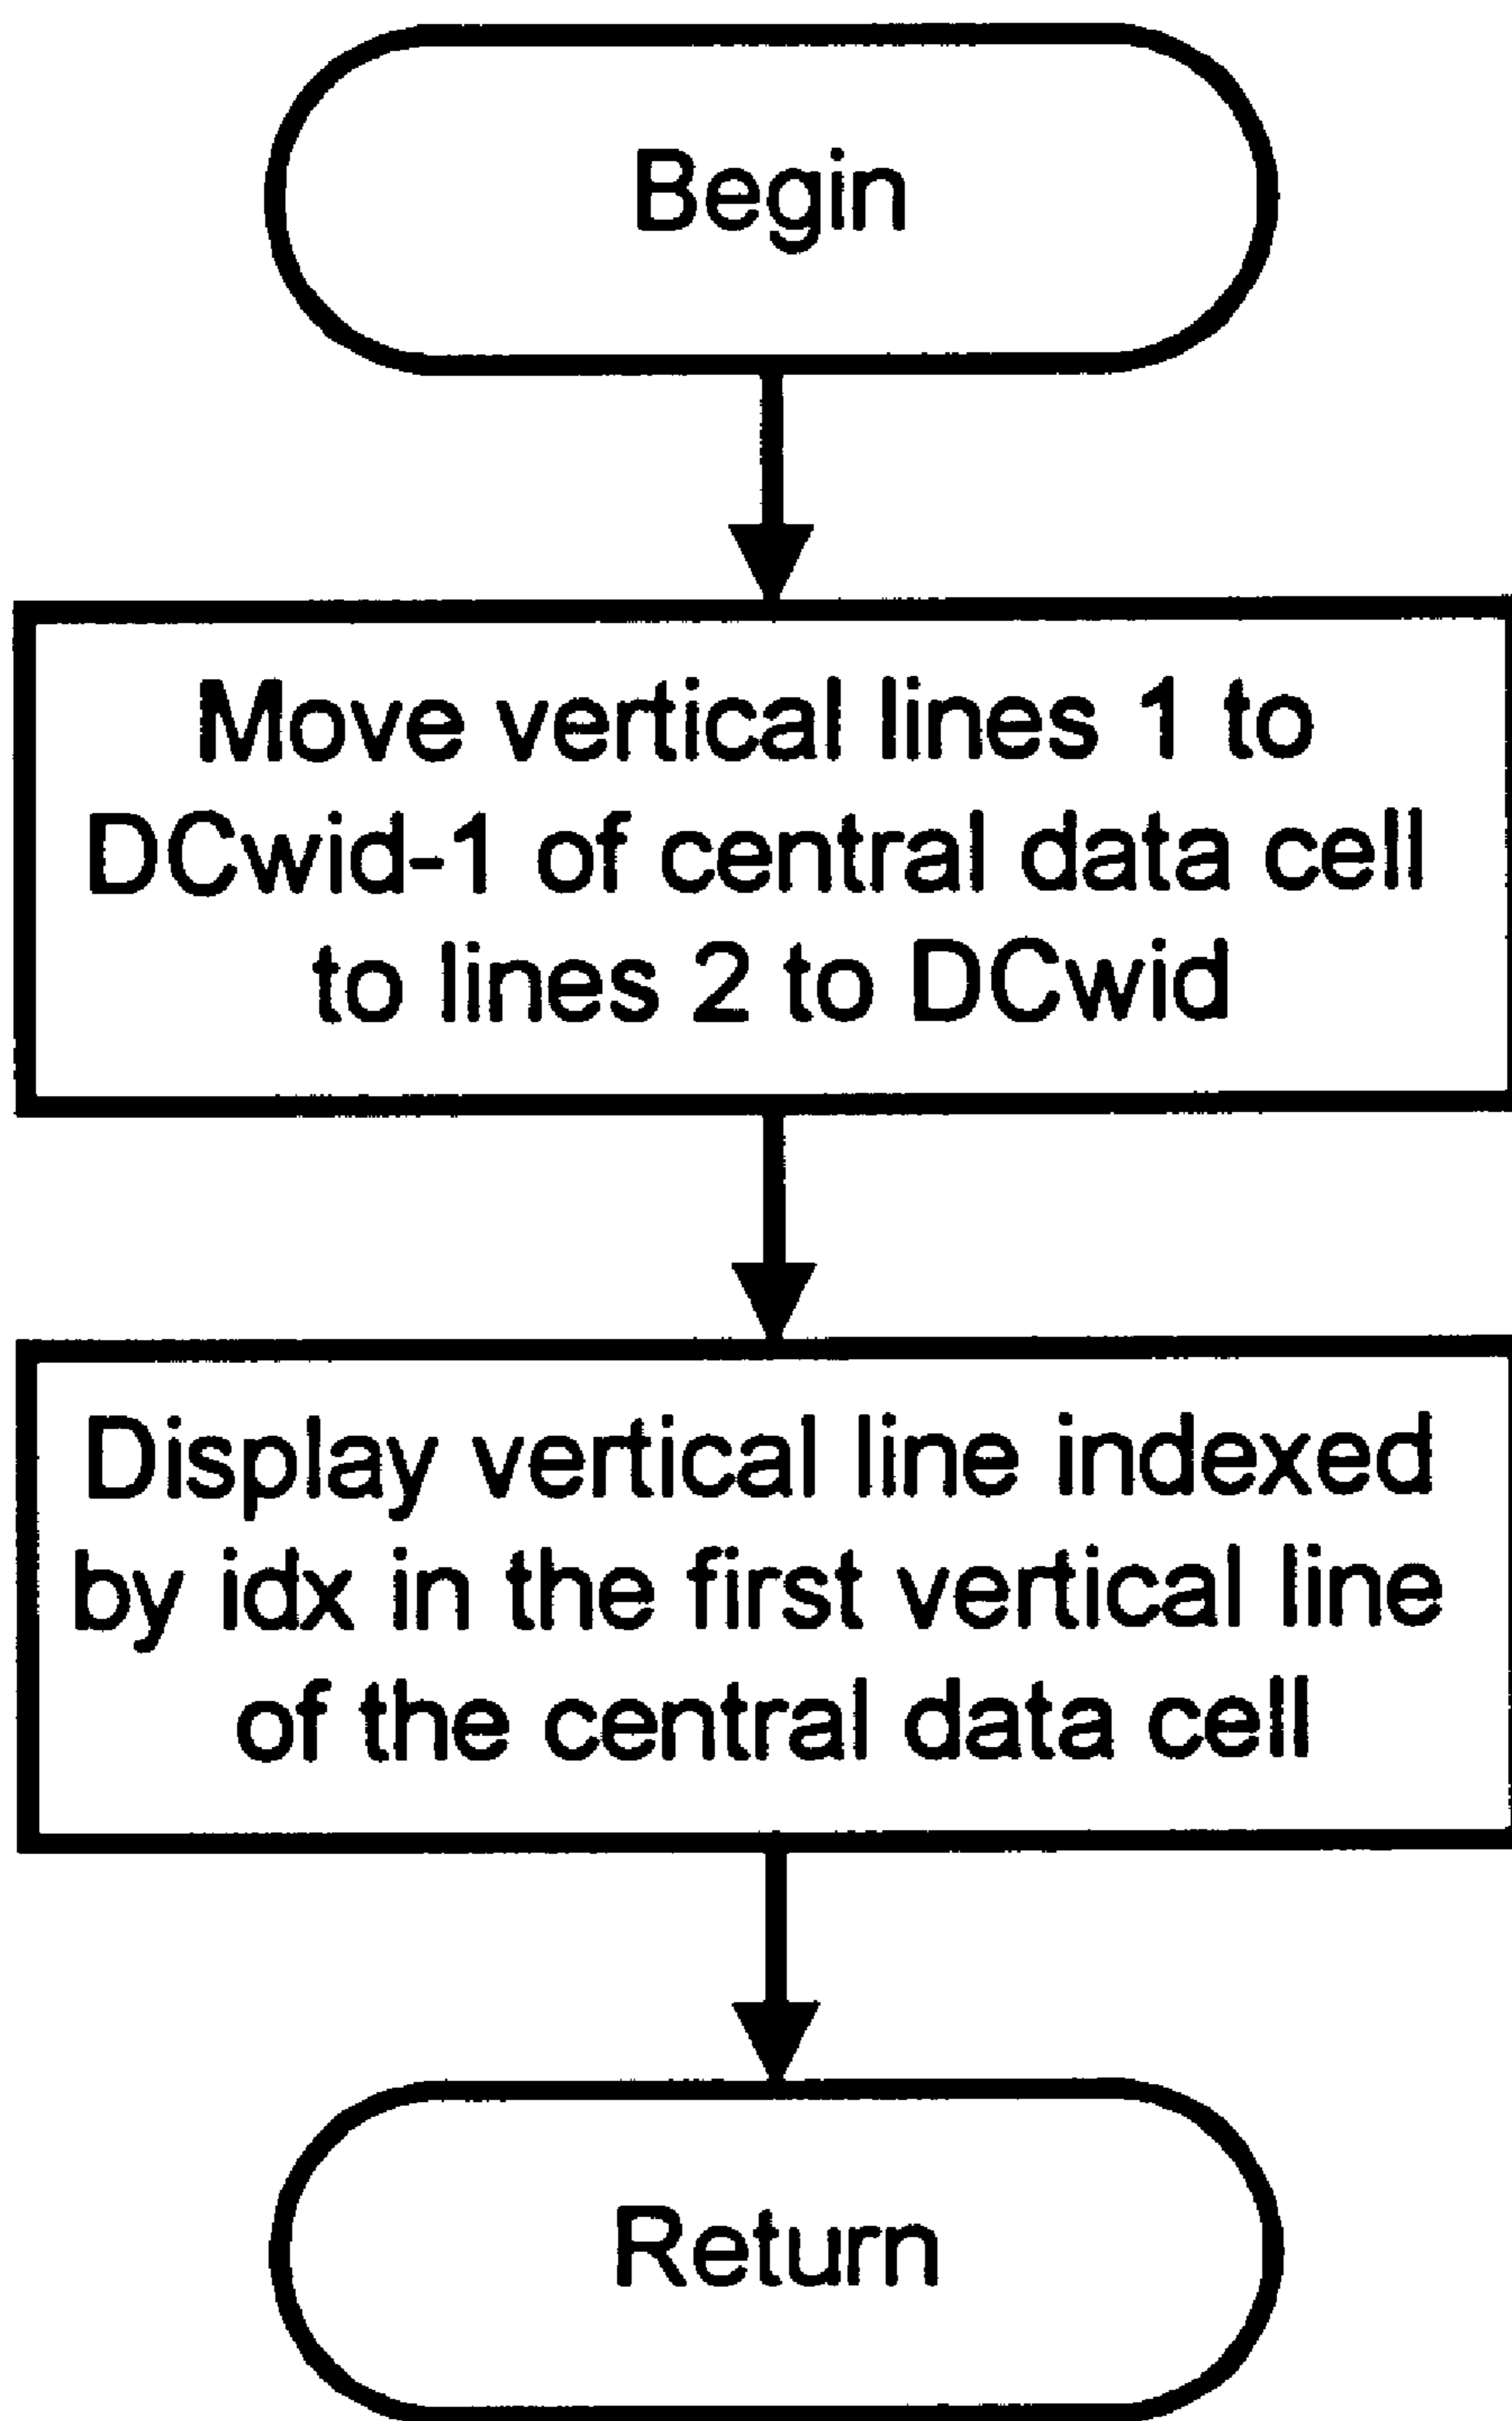 Begin
Move vertical lines 1 to
DCwid-1 of central data cell
to lines 2 to DCwid
Display vertical line indexed
by idx in the first vertical line
of the central data cell
Return